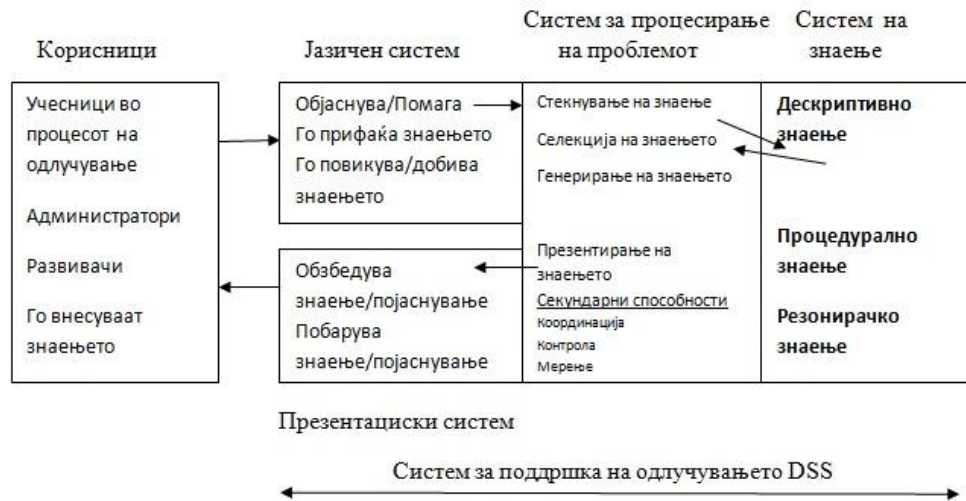 Корисници
Јазичен систем
Систем за процесирање
на проблемот
Систем на
знаење
Учесници во
процесот на
одлучување
Администратори
Развивачи
Го внесуваат
знаењето
Објаснува/Помага
Го прифаќа знаењето
Го повикува/добива
знаењето
Обзбедува
знаење/појаснување
Побарува
знаење/појаснување
Стекнување на знаење
Селекција на знаењето
Генерирање на знаењето
Презентирање на
знаењето
Секундарни способности
Координација
Контрола
Мерење
Дескриптивно
знаење
Процедурално
знаење
Резонирачко
знаење
Презентациски систем
Систем за поддршка на одлучувањето DSS